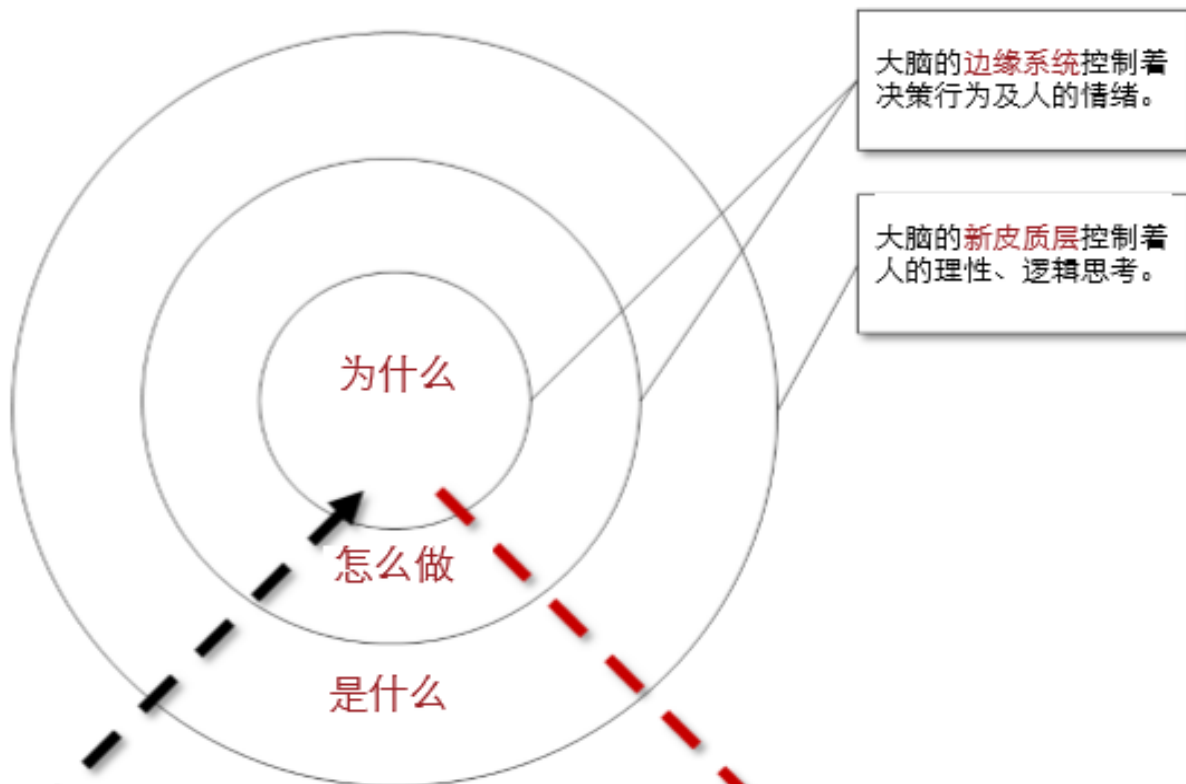 大脑的边缘系统控制着
决策行为及人的情绪。
大脑的新皮质层控制着
人的理性、逻辑思考。
为什么
怎么做
是什么